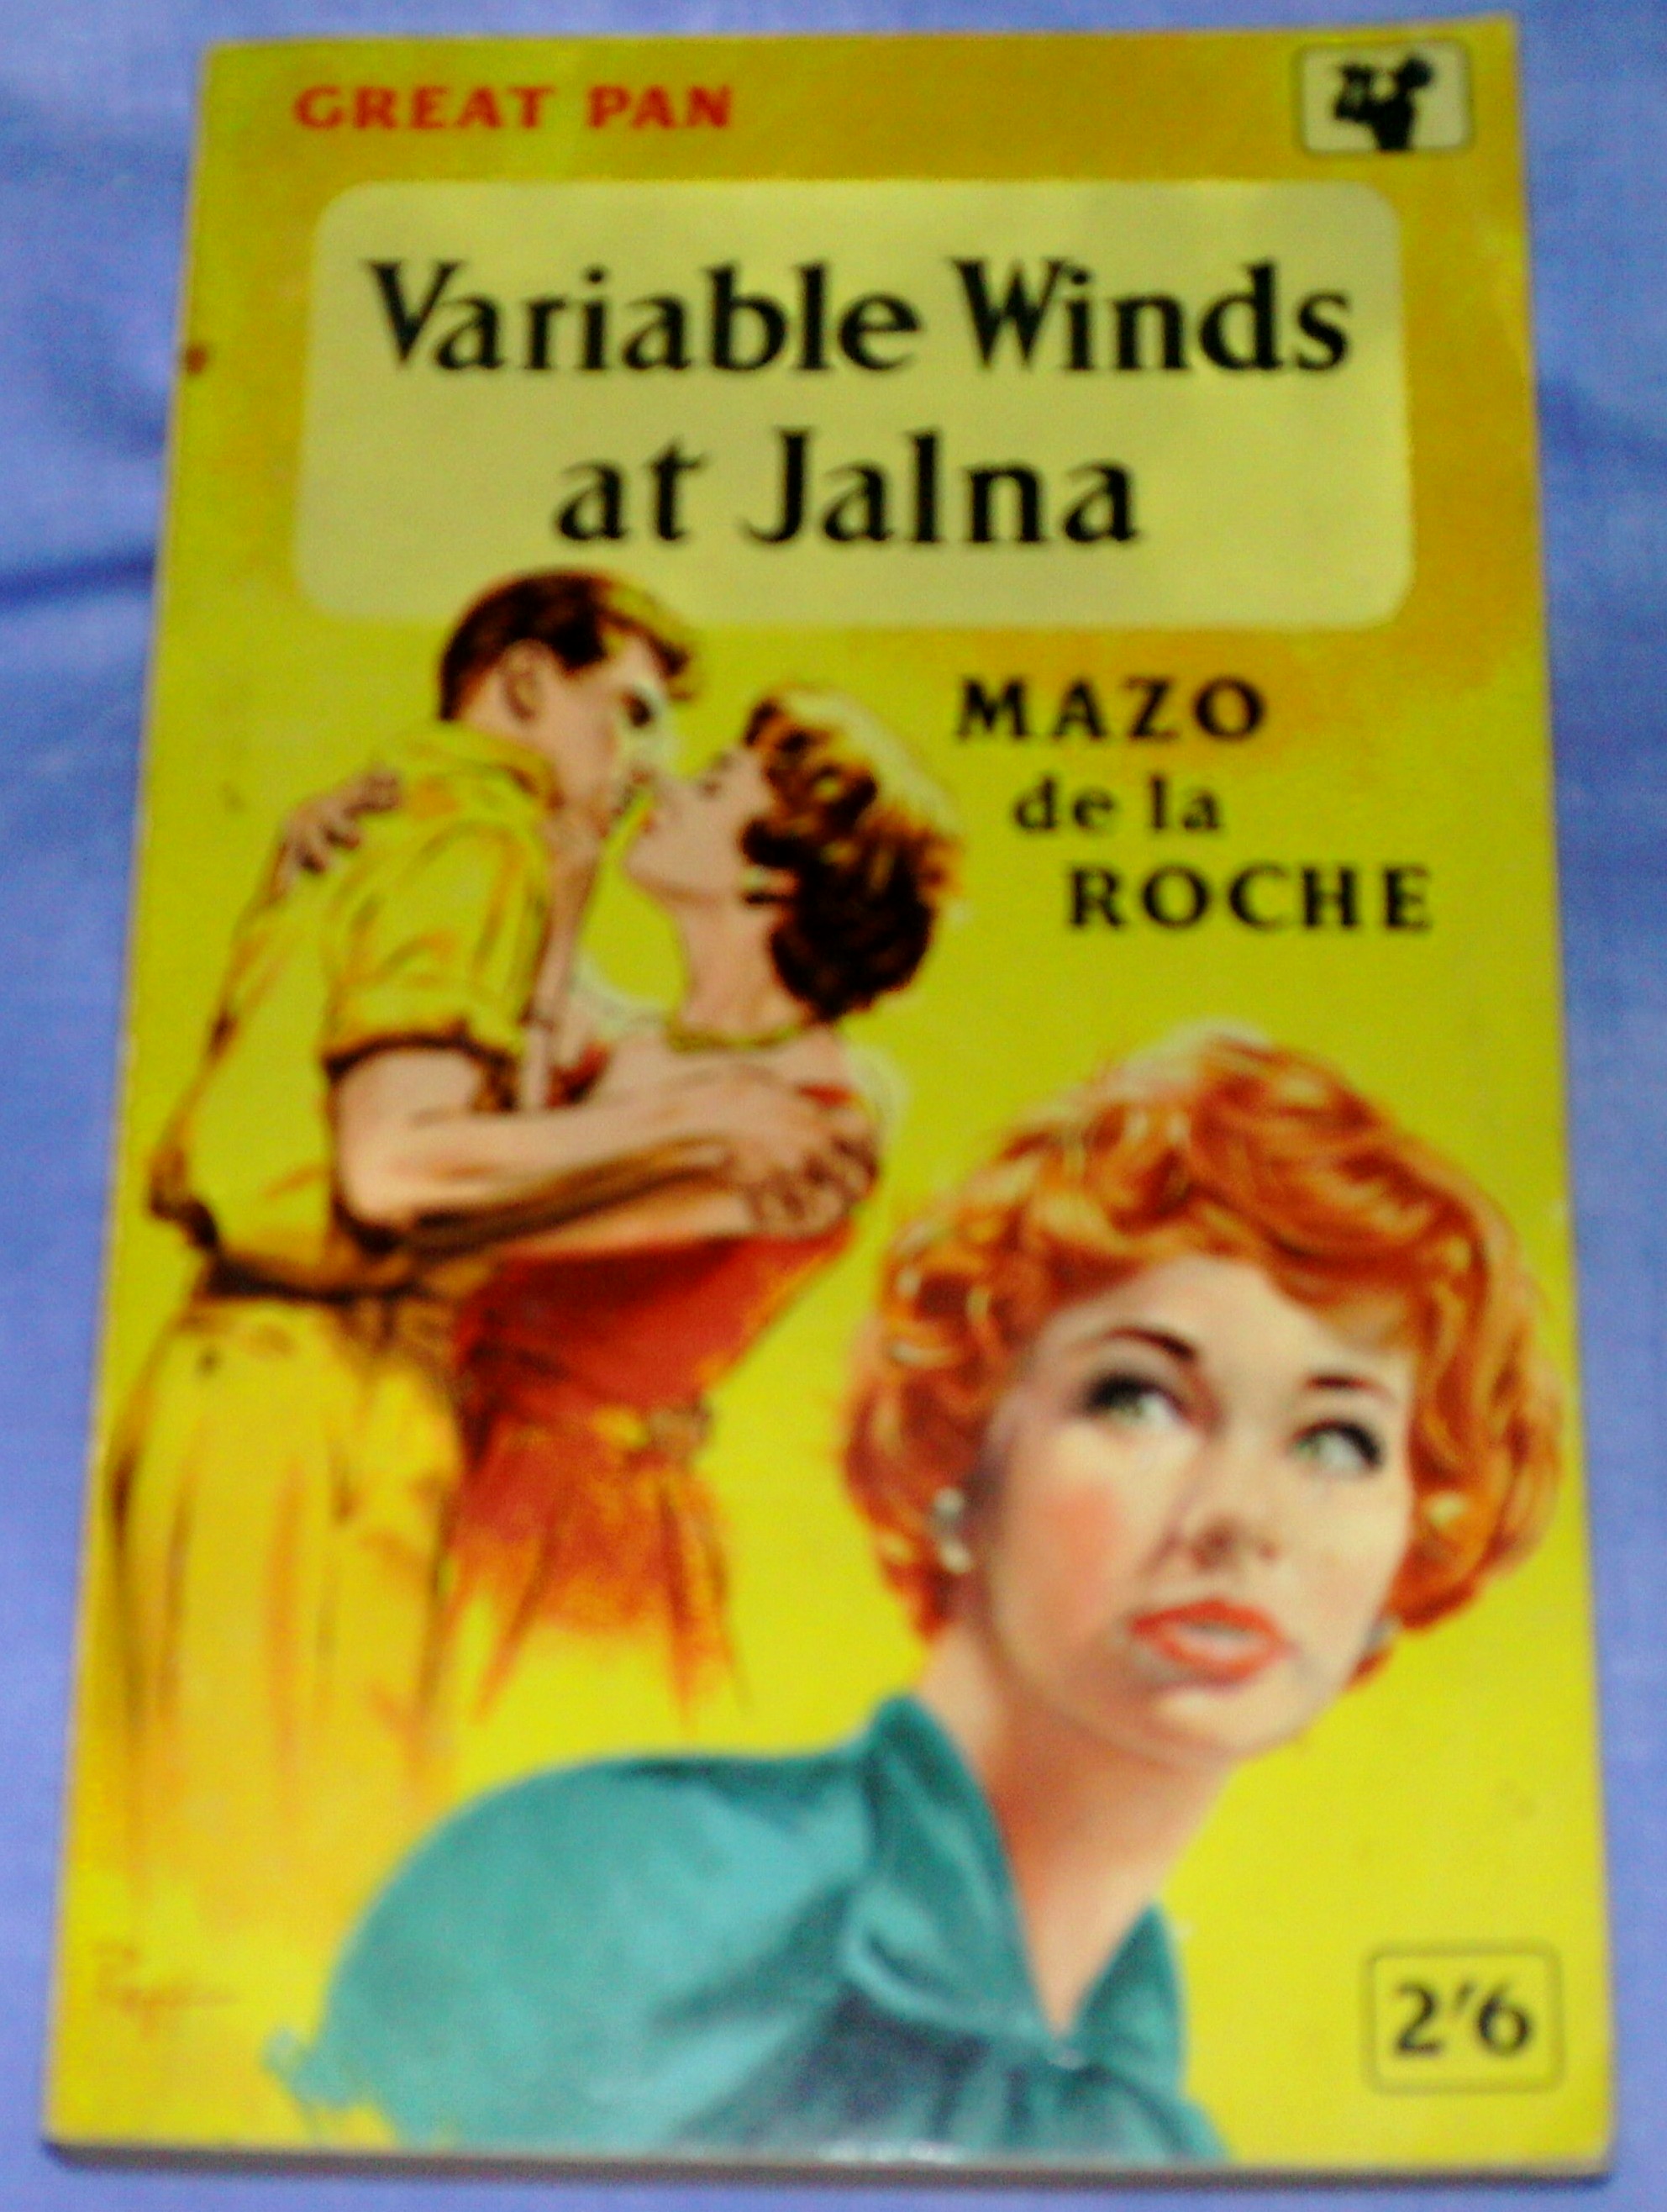 GREAT PAN
Variable Winds
at Jalna
MAZO
de la
ROCHE
2'6